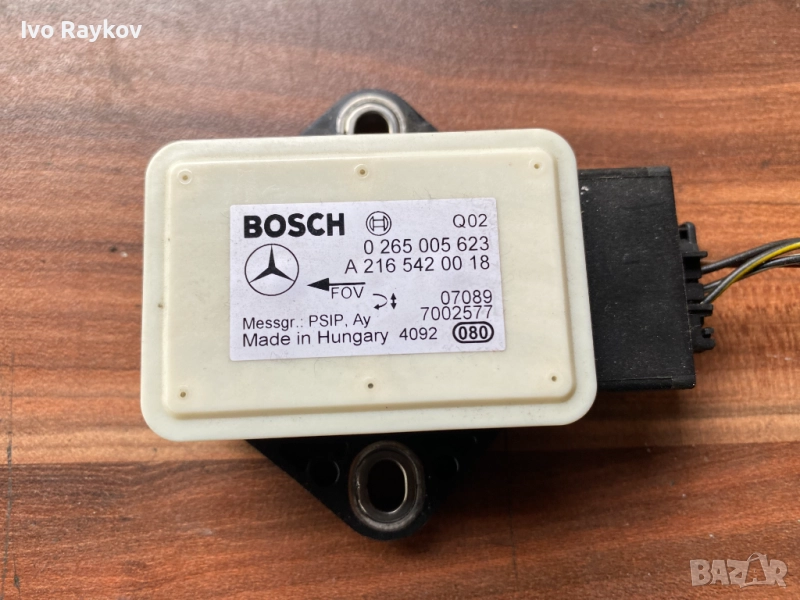 Ivo Raykov
BOSCH Q02
0 265 005 623
A 216 542 00 18
FOV
07089
7002577
Messgr.: PSIP, Ay
Made in Hungary 4092 080
BAZAR